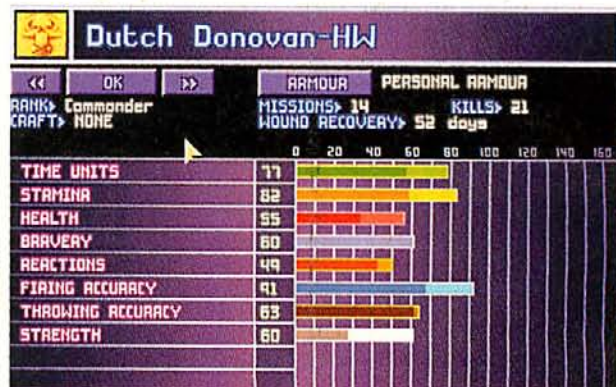 Dutch Donovan-HW
<< OK >> ARMOUR PERSONAL ARMOUR
RANK> Commander MISSIONS> 14 KILLS> 21
CRAFT> NONE WOUND RECOVERY> 52 days
0 20 40 60 80 100 120 140 160
TIME UNITS 77
STAMINA 82
HEALTH 55
BRAVERY 60
REACTIONS 49
FIRING ACCURACY 91
THROWING ACCURACY 63
STRENGTH 60